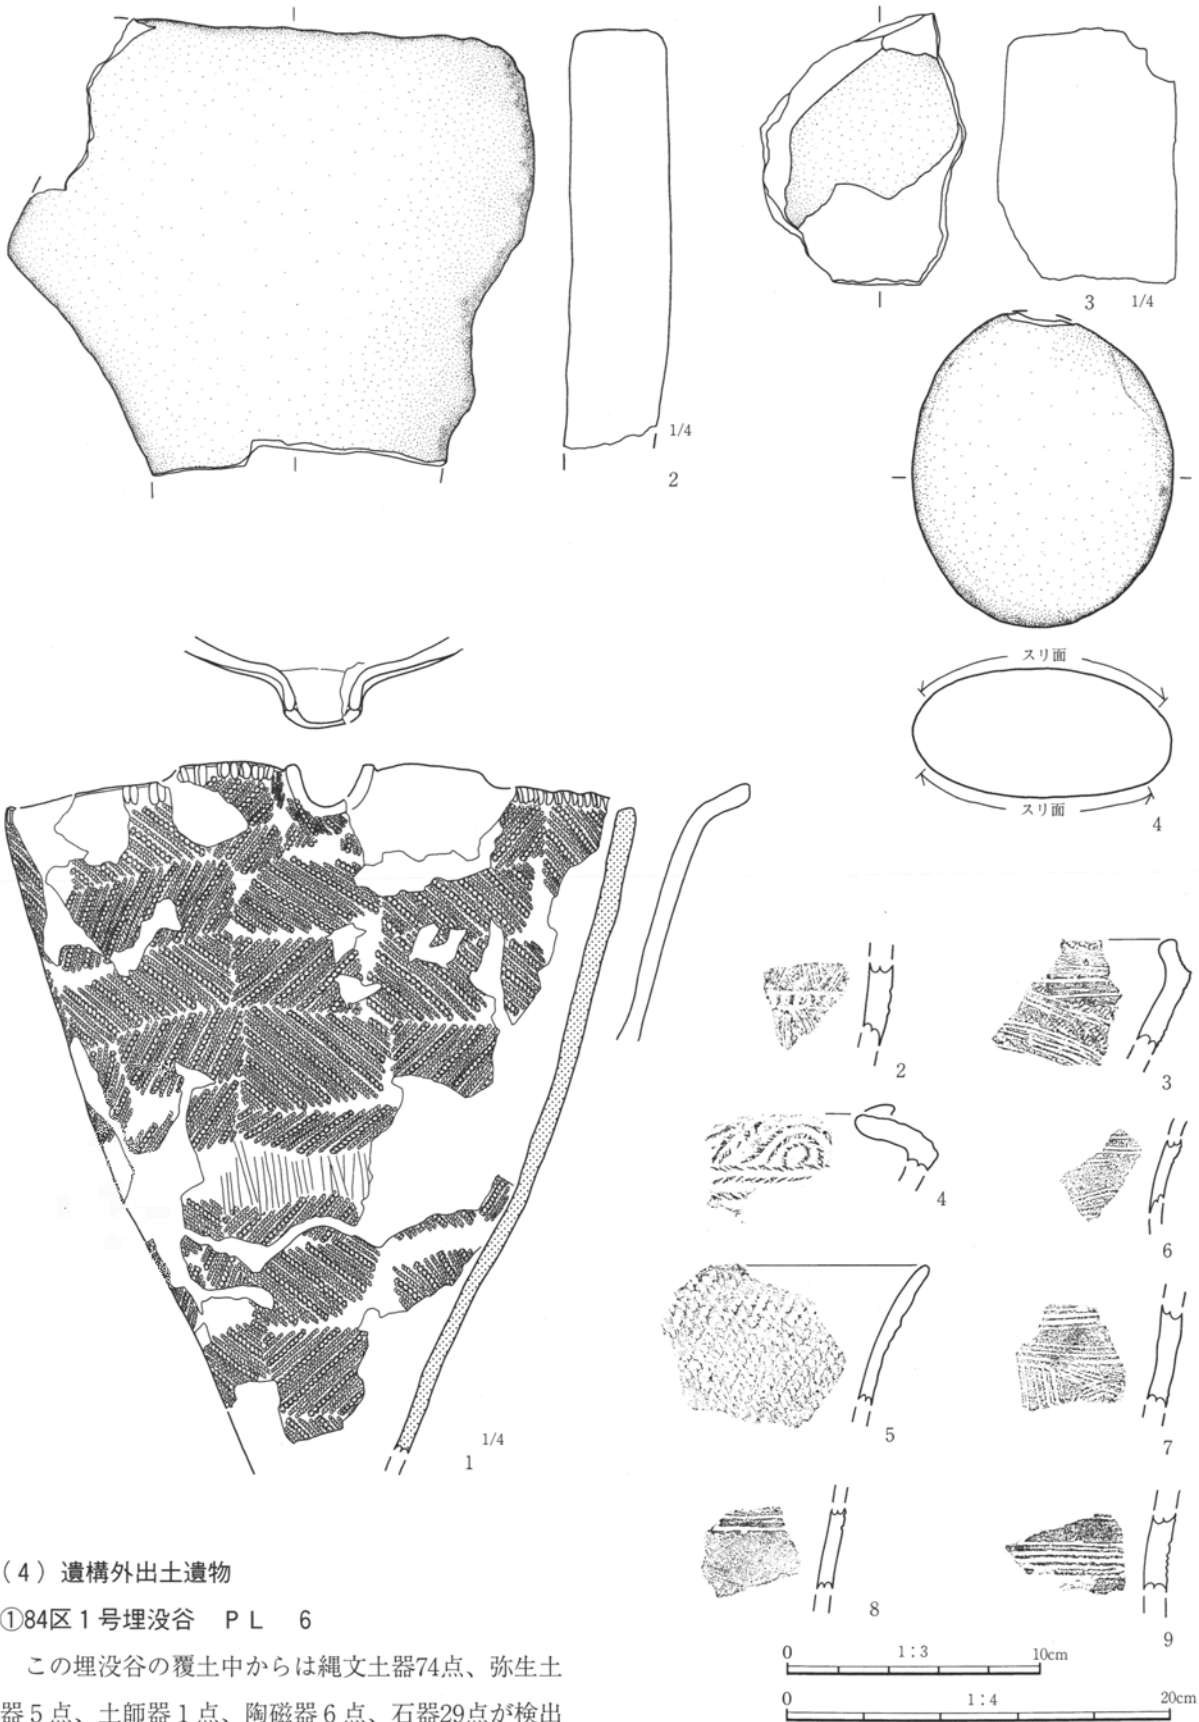 1/4
2
3 1/4
スリ面
スリ面
4
1 1/4
2
3
4
5
6
7
8
9
(4)遺構外出土遺物
①84区1号埋没谷 PL 6
この埋没谷の覆土中からは縄文土器74点、弥生土
器5点、土師器1点、陶磁器6点、石器29点が検出
0 1:3 10cm
0 1:4 20cm